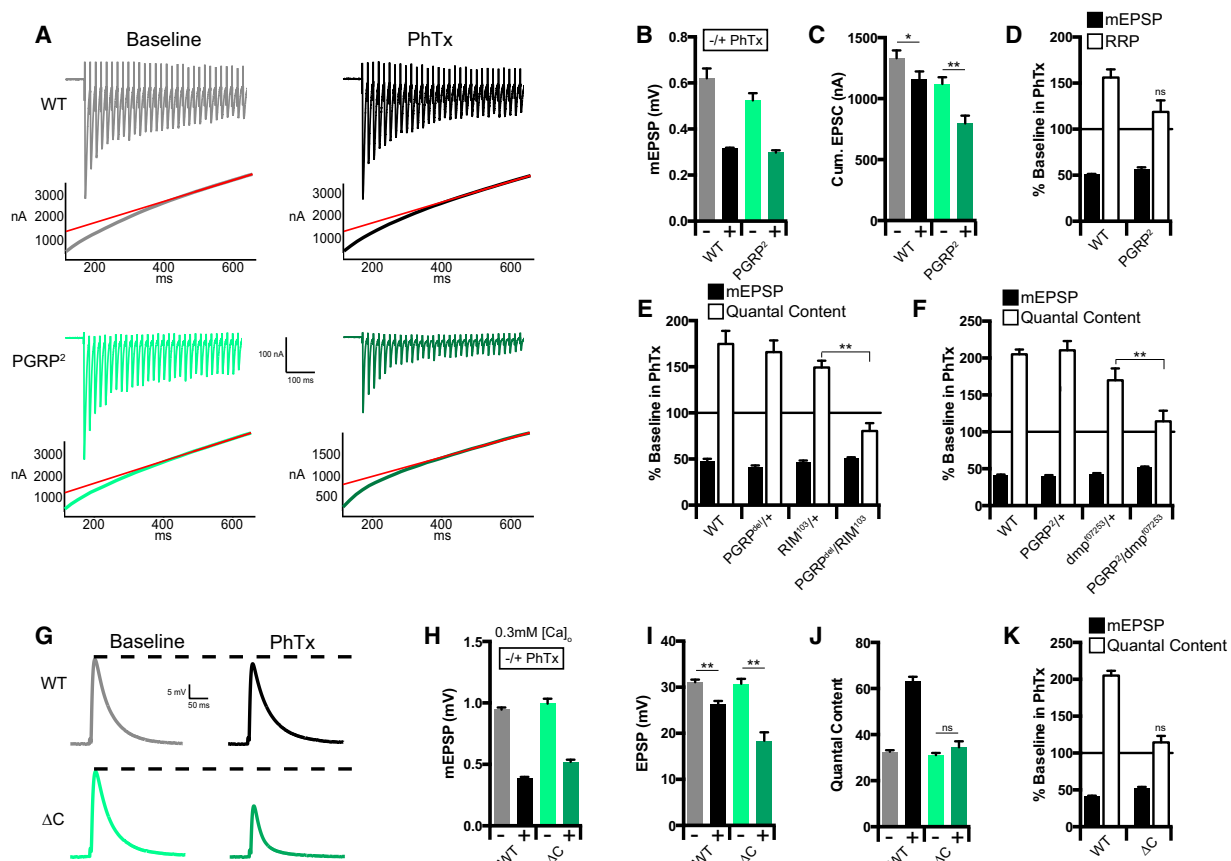 A
Baseline
PhTx
WT
3000
2000
1000
nA
200
400
600
ms
3000
2000
1000
nA
200
400
600
ms
PGRP²
100 nA
100 ms
3000
2000
1000
nA
200
400
600
ms
1500
1000
500
nA
200
400
600
ms
B
-/+ PhTx
mEPSP (mV)
0.8
0.6
0.4
0.2
0.0
- + - +
WT
PGRP²
C
Cum. EPSC (nA)
1500
1000
500
0
*
**
- + - +
WT
PGRP²
D
mEPSP
RRP
% Baseline in PhTx
200
150
100
50
0
ns
WT
PGRP²
E
mEPSP
Quantal Content
% Baseline in PhTx
200
150
100
50
0
**
WT
PGRPᵈᵉˡ/+
RIM¹⁰³/+
PGRPᵈᵉˡ/RIM¹⁰³
F
mEPSP
Quantal Content
% Baseline in PhTx
250
200
150
100
50
0
**
WT
PGRP²/+
dmpᶠ⁰⁷²⁵³/+
PGRP²/dmpᶠ⁰⁷²⁵³
G
Baseline
PhTx
WT
5 mV
50 ms
ΔC
H
0.3mM [Ca]ₒ
-/+ PhTx
mEPSP (mV)
1.5
1.0
0.5
0.0
- + - +
WT
ΔC
I
EPSP (mV)
40
30
20
10
0
**
**
- + - +
WT
ΔC
J
Quantal Content
80
60
40
20
0
ns
- + - +
WT
ΔC
K
mEPSP
Quantal Content
% Baseline in PhTx
250
200
150
100
50
0
ns
WT
ΔC